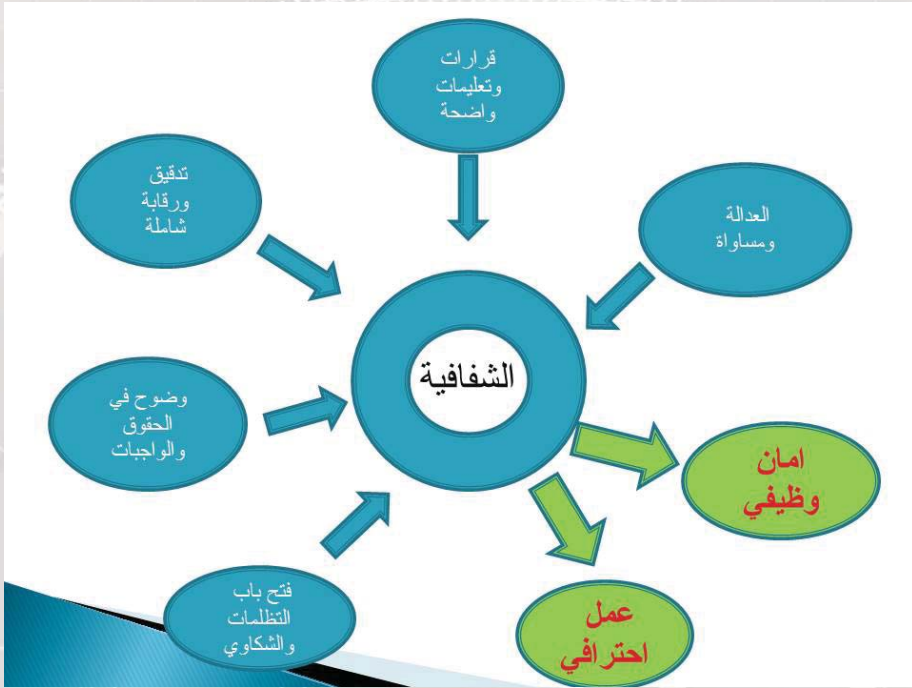 قرارات
وتعليمات
واضحة
العدالة
ومساواة
تدقيق
ورقابة
شاملة
الشفافية
وضوح في
الحقوق
والواجبات
امان
وظيفي
فتح باب
التظلمات
والشكاوي
عمل
احترافي